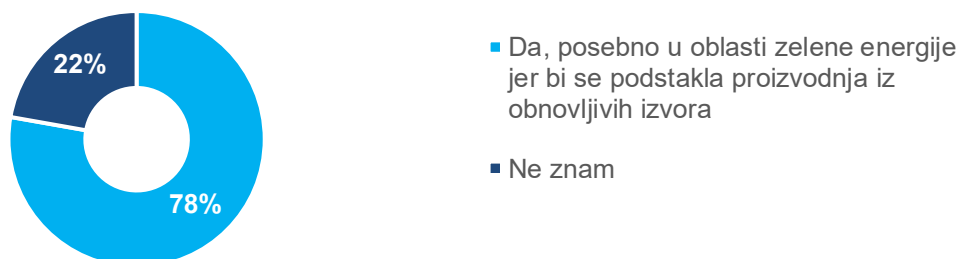 22%
78%
Da, posebno u oblasti zelene energije
jer bi se podstakla proizvodnja iz
obnovljivih izvora
Ne znam